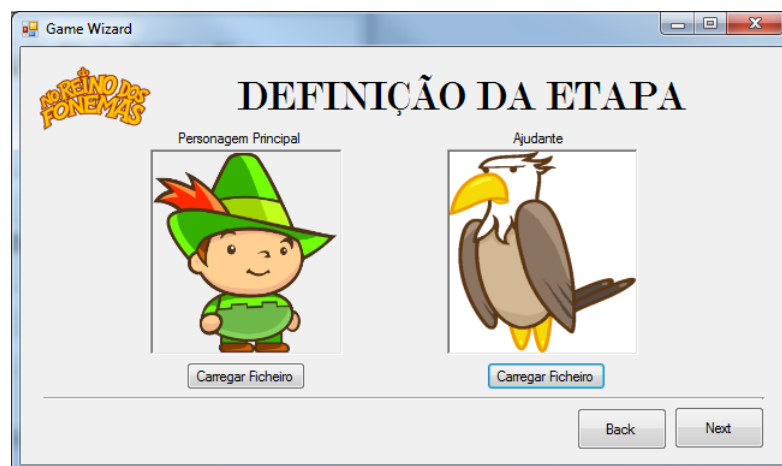 Game Wizard
NO REINO DOS
FONEMAS
DEFINIÇÃO DA ETAPA
Personagem Principal
Ajudante
Carregar Ficheiro
Carregar Ficheiro
Back
Next